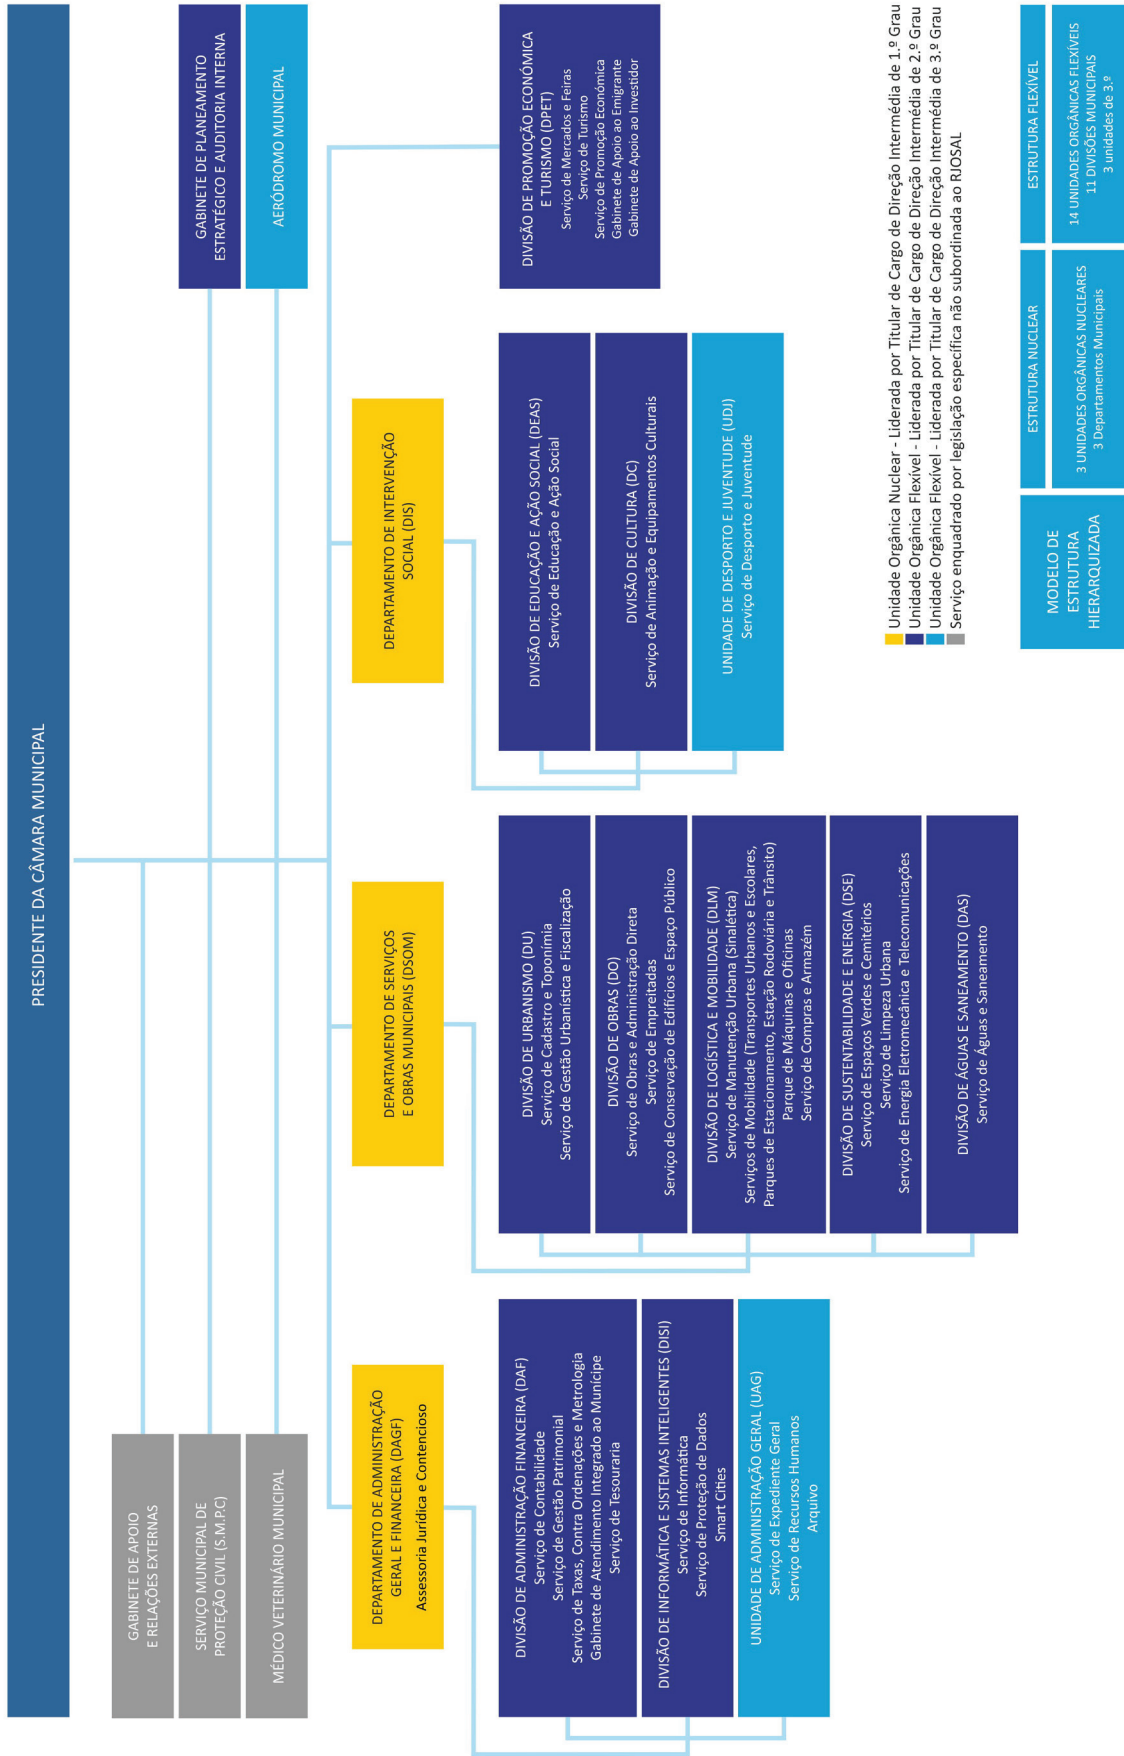 PRESIDENTE DA CÂMARA MUNICIPAL
GABINETE DE APOIO
E RELAÇÕES EXTERNAS
SERVIÇO MUNICIPAL DE
PROTEÇÃO CIVIL (S.M.P.C)
MÉDICO VETERINÁRIO MUNICIPAL
GABINETE DE PLANEAMENTO
ESTRATÉGICO E AUDITORIA INTERNA
AERÓDROMO MUNICIPAL
DEPARTAMENTO DE ADMINISTRAÇÃO
GERAL E FINANCEIRA (DAGF)
Assessoria Jurídica e Contencioso
DEPARTAMENTO DE SERVIÇOS
E OBRAS MUNICIPAIS (DSOM)
DEPARTAMENTO DE INTERVENÇÃO
SOCIAL (DIS)
DIVISÃO DE ADMINISTRAÇÃO FINANCEIRA (DAF)
Serviço de Contabilidade
Serviço de Gestão Patrimonial
Serviço de Taxas, Contra Ordenações e Metrologia
Gabinete de Atendimento Integrado ao Munícipe
Serviço de Tesouraria
DIVISÃO DE INFORMÁTICA E SISTEMAS INTELIGENTES (DISI)
Serviço de Informática
Serviço de Proteção de Dados
Smart Cities
UNIDADE DE ADMINISTRAÇÃO GERAL (UAG)
Serviço de Expediente Geral
Serviço de Recursos Humanos
Arquivo
DIVISÃO DE URBANISMO (DU)
Serviço de Cadastro e Toponímia
Serviço de Gestão Urbanística e Fiscalização
DIVISÃO DE OBRAS (DO)
Serviço de Obras e Administração Direta
Serviço de Empreitadas
Serviço de Conservação de Edifícios e Espaço Público
DIVISÃO DE LOGÍSTICA E MOBILIDADE (DLM)
Serviço de Manutenção Urbana (Sinalética)
Serviços de Mobilidade (Transportes Urbanos e Escolares,
Parques de Estacionamento, Estação Rodoviária e Trânsito)
Parque de Máquinas e Oficinas
Serviço de Compras e Armazém
DIVISÃO DE SUSTENTABILIDADE E ENERGIA (DSE)
Serviço de Espaços Verdes e Cemitérios
Serviço de Limpeza Urbana
Serviço de Energia Eletromecânica e Telecomunicações
DIVISÃO DE ÁGUAS E SANEAMENTO (DAS)
Serviço de Águas e Saneamento
DIVISÃO DE EDUCAÇÃO E AÇÃO SOCIAL (DEAS)
Serviço de Educação e Ação Social
DIVISÃO DE CULTURA (DC)
Serviço de Animação e Equipamentos Culturais
UNIDADE DE DESPORTO E JUVENTUDE (UDJ)
Serviço de Desporto e Juventude
DIVISÃO DE PROMOÇÃO ECONÓMICA
E TURISMO (DPET)
Serviço de Mercados e Feiras
Serviço de Turismo
Serviço de Promoção Económica
Gabinete de Apoio ao Emigrante
Gabinete de Apoio ao Investidor
Unidade Orgânica Nuclear - Liderada por Titular de Cargo de Direção Intermédia de 1.º Grau
Unidade Orgânica Flexível - Liderada por Titular de Cargo de Direção Intermédia de 2.º Grau
Unidade Orgânica Flexível - Liderada por Titular de Cargo de Direção Intermédia de 3.º Grau
Serviço enquadrado por legislação específica não subordinada ao RJOSAL
MODELO DE
ESTRUTURA
HIERARQUIZADA
ESTRUTURA NUCLEAR
3 UNIDADES ORGÂNICAS NUCLEARES
3 Departamentos Municipais
ESTRUTURA FLEXÍVEL
14 UNIDADES ORGÂNICAS FLEXÍVEIS
11 DIVISÕES MUNICIPAIS
3 unidades de 3.º